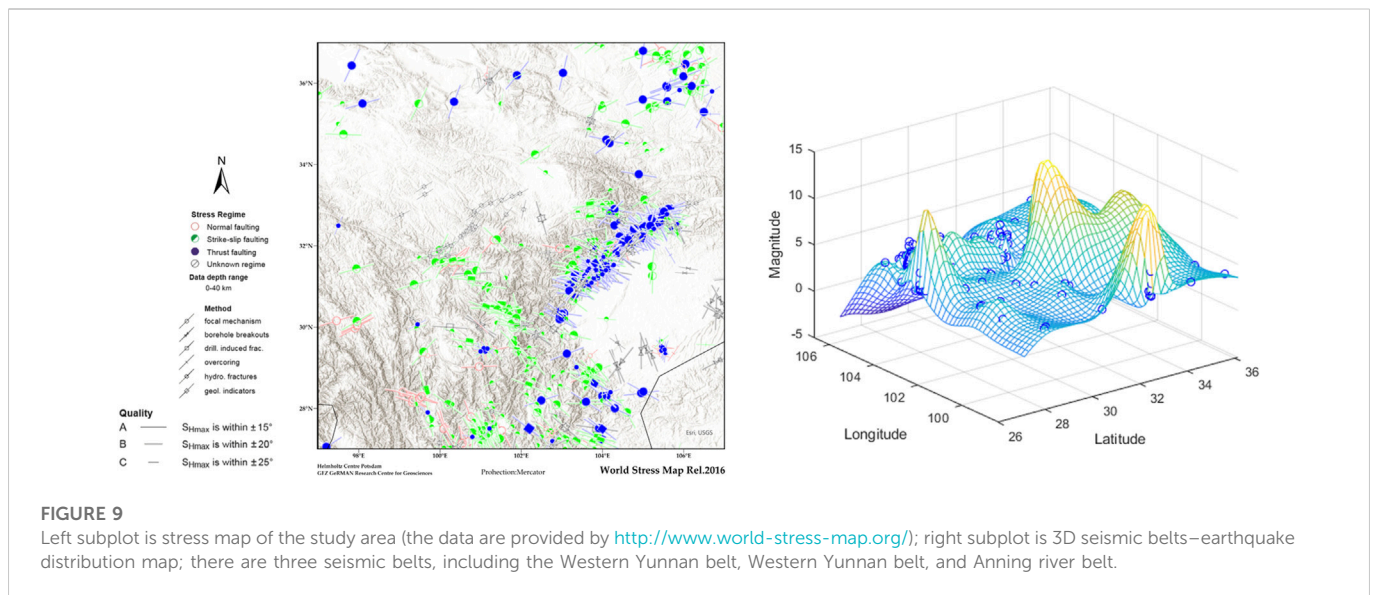 N
Stress Regime
Normal faulting
Strike-slip faulting
Thrust faulting
Unknown regime
Data depth range
0-40 km
Method
focal mechanism
borehole breakouts
drill. induced frac.
overcoring
hydro. fractures
geol. indicators
Quality
A SHmax is within ±15°
B SHmax is within ±20°
C SHmax is within ±25°
36°N
34°N
32°N
30°N
28°N
98°E 100°E 102°E 104°E 106°E
Esri, USGS
Helmholtz Centre Potsdam
GFZ GeRMAN Research Centre for Geosciences
Prohection:Mercator
World Stress Map Rel.2016
15
10
5
0
-5
Magnitude
106
104
102
100
Longitude
26
28
30
32
34
36
Latitude
FIGURE 9
Left subplot is stress map of the study area (the data are provided by http://www.world-stress-map.org/); right subplot is 3D seismic belts–earthquake
distribution map; there are three seismic belts, including the Western Yunnan belt, Western Yunnan belt, and Anning river belt.